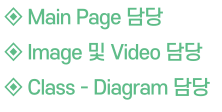 ◈ Main Page 담당
◈ Image 및 Video 담당
◈ Class - Diagram 담당